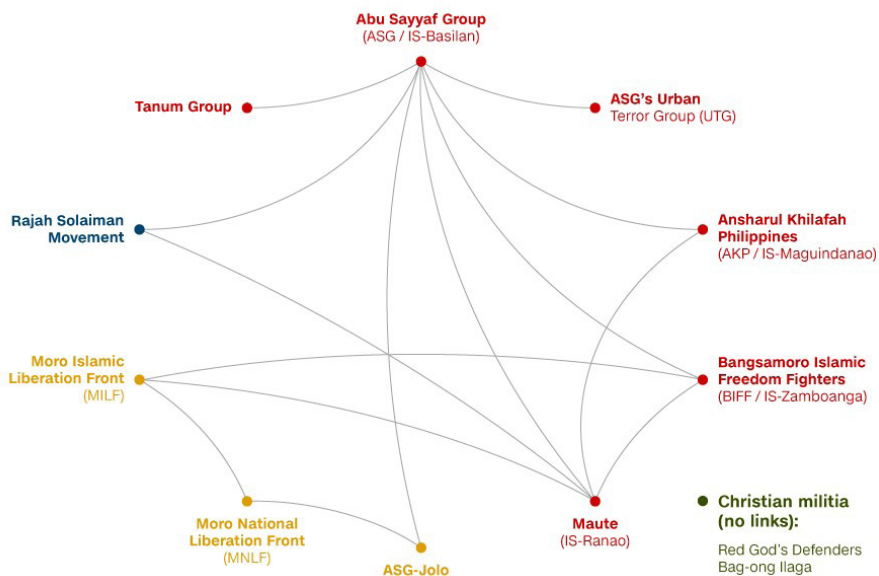 Abu Sayyaf Group
(ASG / IS-Basilan)
Tanum Group
ASG's Urban
Terror Group (UTG)
Rajah Solaiman
Movement
Ansharul Khilafah
Philippines
(AKP / IS-Maguindanao)
Moro Islamic
Liberation Front
(MILF)
Bangsamoro Islamic
Freedom Fighters
(BIFF / IS-Zamboanga)
Moro National
Liberation Front
(MNLF)
ASG-Jolo
Maute
(IS-Ranao)
Christian militia
(no links):
Red God's Defenders
Bag-ong Ilaga